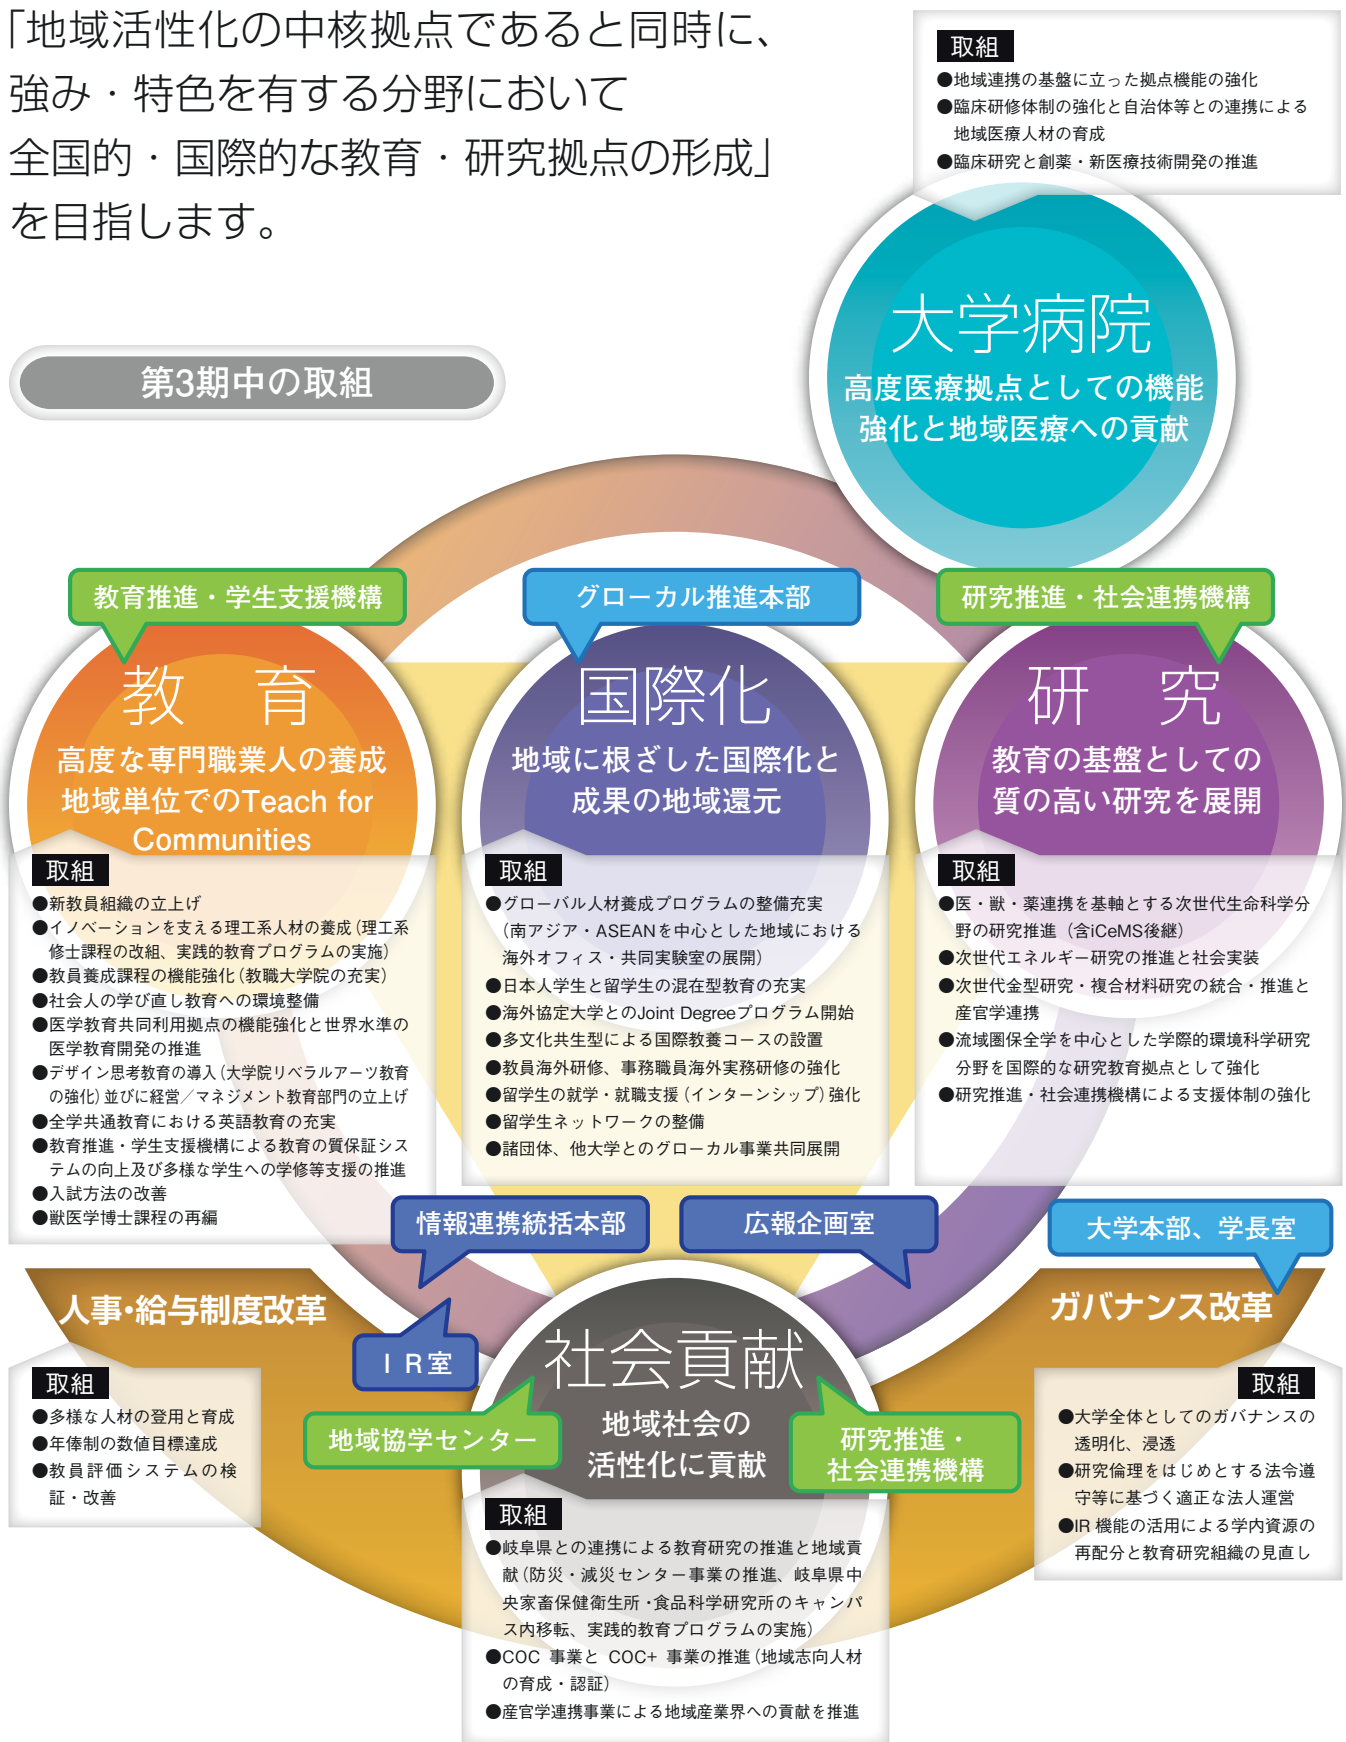 「地域活性化の中核拠点であると同時に、
強み・特色を有する分野において
全国的・国際的な教育・研究拠点の形成」
を目指します。
取組
●地域連携の基盤に立った拠点機能の強化
●臨床研修体制の強化と自治体等との連携による
地域医療人材の育成
●臨床研究と創薬・新医療技術開発の推進
大学病院
高度医療拠点としての機能
強化と地域医療への貢献
第3期中の取組
教育推進・学生支援機構
教 育
高度な専門職業人の養成
地域単位でのTeach for
Communities
取組
●新教員組織の立上げ
●イノベーションを支える理工系人材の養成（理工系
修士課程の改組、実践的教育プログラムの実施）
●教員養成課程の機能強化（教職大学院の充実）
●社会人の学び直し教育への環境整備
●医学教育共同利用拠点の機能強化と世界水準の
医学教育開発の推進
●デザイン思考教育の導入（大学院リベラルアーツ教育
の強化）並びに経営／マネジメント教育部門の立上げ
●全学共通教育における英語教育の充実
●教育推進・学生支援機構による教育の質保証シス
テムの向上及び多様な学生への学修等支援の推進
●入試方法の改善
●獣医学博士課程の再編
グローカル推進本部
国際化
地域に根ざした国際化と
成果の地域還元
取組
●グローバル人材養成プログラムの整備充実
（南アジア・ASEANを中心とした地域における
海外オフィス・共同実験室の展開）
●日本人学生と留学生の混在型教育の充実
●海外協定大学とのJoint Degreeプログラム開始
●多文化共生型による国際教養コースの設置
●教員海外研修、事務職員海外実務研修の強化
●留学生の就学・就職支援（インターンシップ）強化
●留学生ネットワークの整備
●諸団体、他大学とのグローカル事業共同展開
研究推進・社会連携機構
研 究
教育の基盤としての
質の高い研究を展開
取組
●医・獣・薬連携を基軸とする次世代生命科学分
野の研究推進（含iCeMS後継）
●次世代エネルギー研究の推進と社会実装
●次世代金型研究・複合材料研究の統合・推進と
産官学連携
●流域圏保全学を中心とした学際的環境科学研究
分野を国際的な研究教育拠点として強化
●研究推進・社会連携機構による支援体制の強化
情報連携統括本部
広報企画室
大学本部、学長室
人事・給与制度改革
取組
●多様な人材の登用と育成
●年俸制の数値目標達成
●教員評価システムの検
証・改善
ＩＲ室
地域協学センター
社会貢献
地域社会の
活性化に貢献
研究推進・
社会連携機構
取組
●岐阜県との連携による教育研究の推進と地域貢
献（防災・減災センター事業の推進、岐阜県中
央家畜保健衛生所・食品科学研究所のキャンパ
ス内移転、実践的教育プログラムの実施）
●COC 事業と COC+ 事業の推進（地域志向人材
の育成・認証）
●産官学連携事業による地域産業界への貢献を推進
ガバナンス改革
取組
●大学全体としてのガバナンスの
透明化、浸透
●研究倫理をはじめとする法令遵
守等に基づく適正な法人運営
●IR 機能の活用による学内資源の
再配分と教育研究組織の見直し